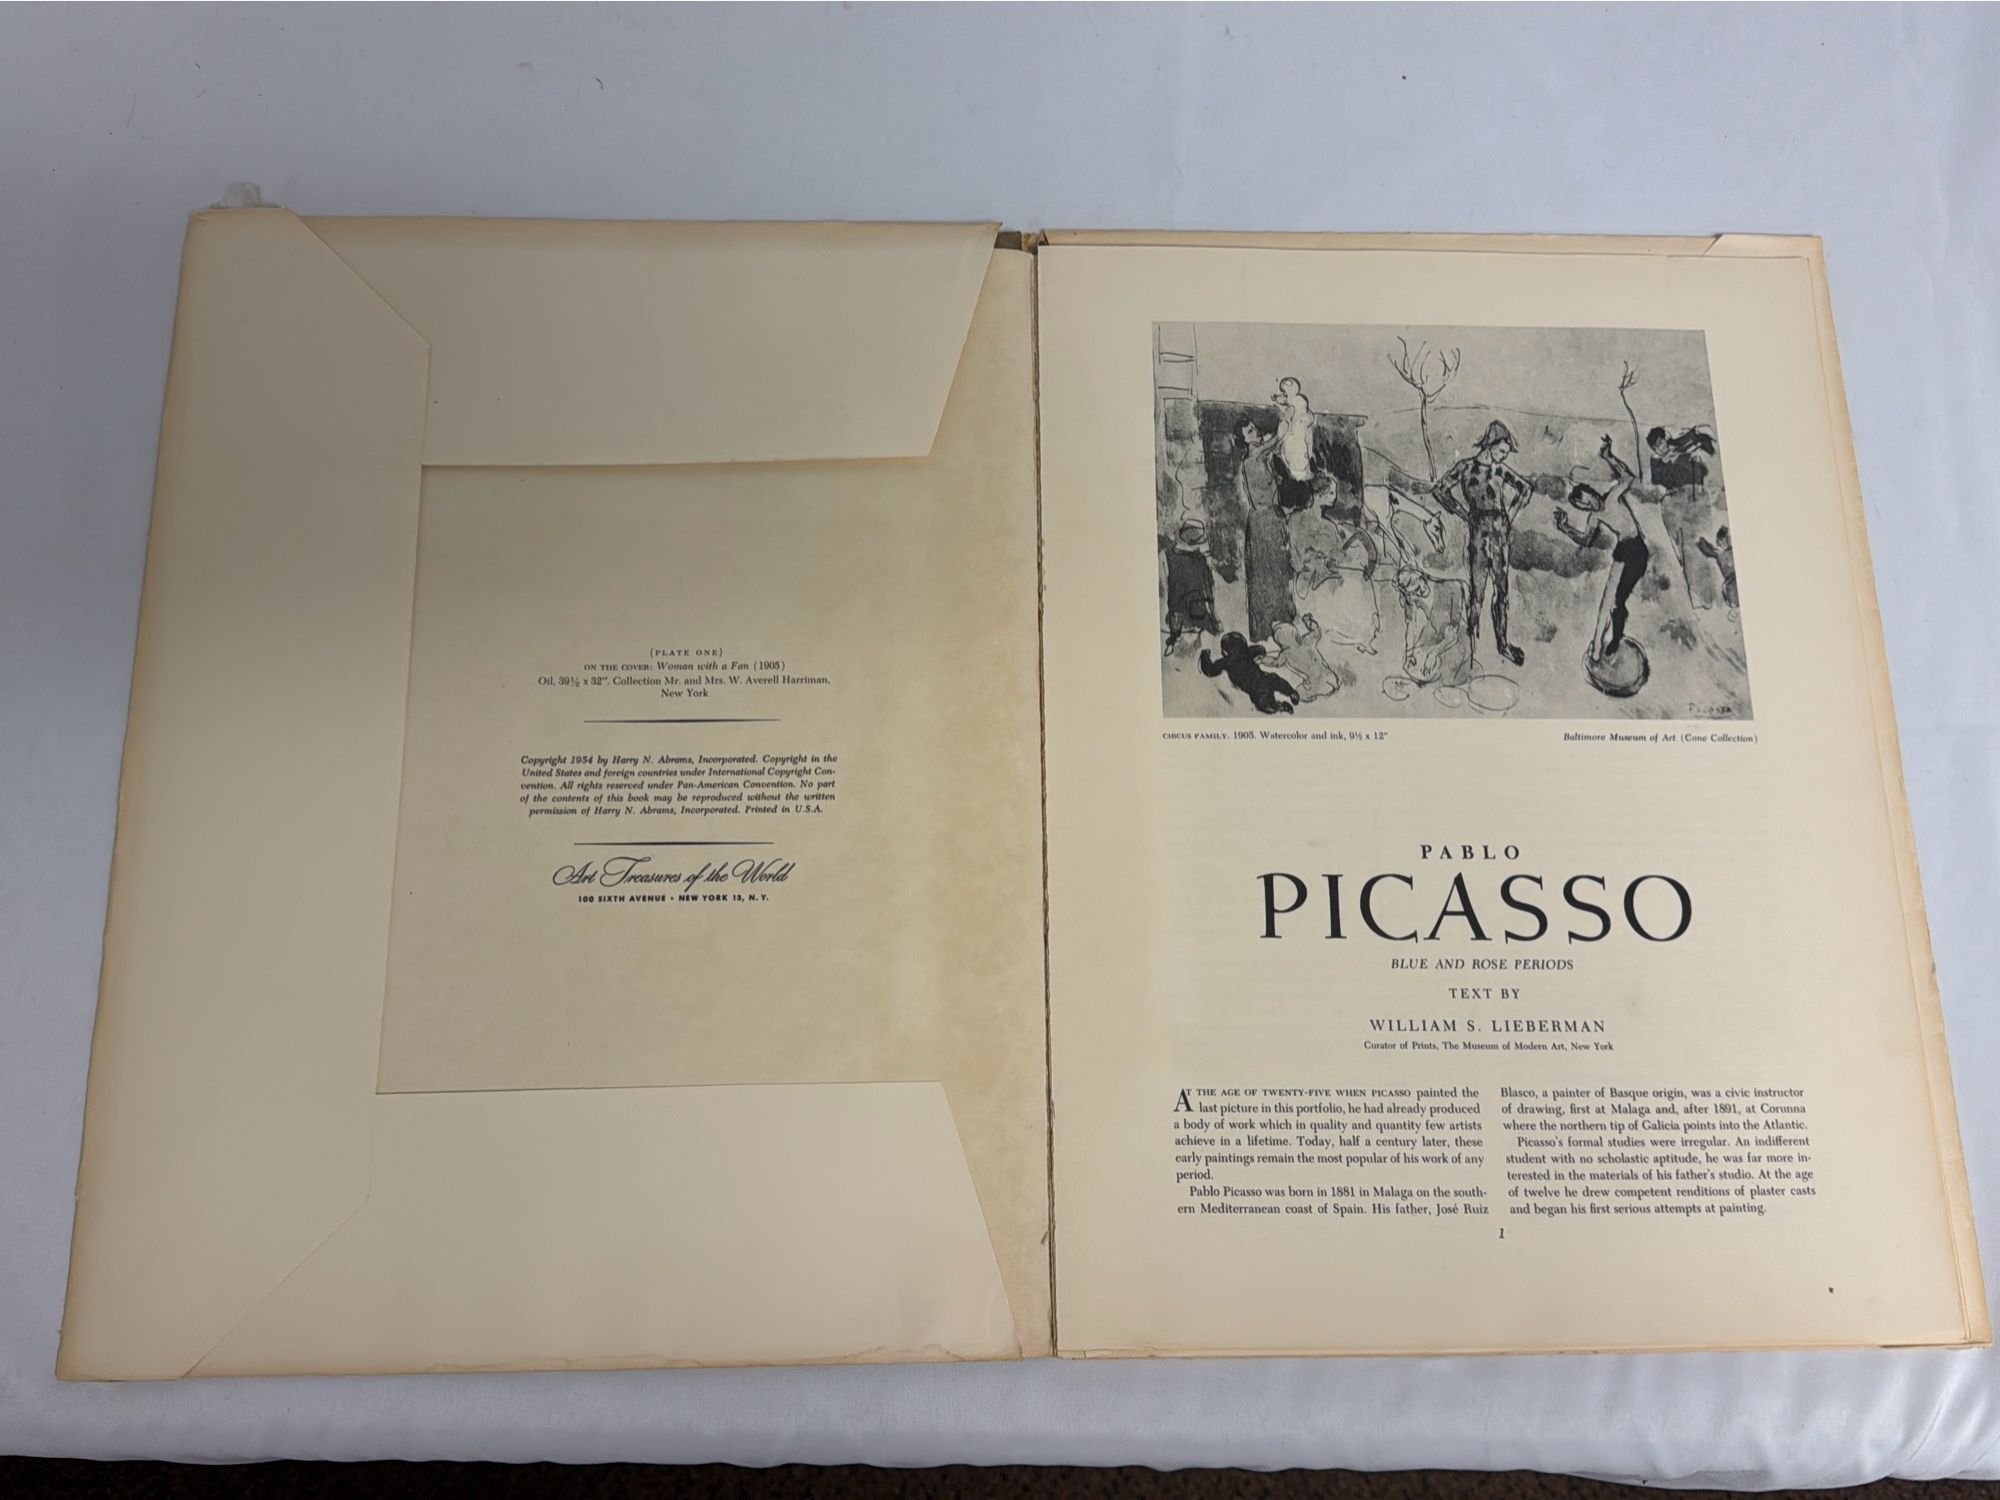 (PLATE ONE)
ON THE COVER: Woman with a Fan (1905)
Oil, 39½ x 32". Collection Mr. and Mrs. W. Averell Harriman,
New York
Copyright 1954 by Harry N. Abrams, Incorporated. Copyright in the
United States and foreign countries under International Copyright Con-
vention. All rights reserved under Pan-American Convention. No part
of the contents of this book may be reproduced without the written
permission of Harry N. Abrams, Incorporated. Printed in U.S.A.
Art Treasures of the World
100 SIXTH AVENUE • NEW YORK 13, N.Y.
Picasso
CIRCUS FAMILY. 1905. Watercolor and ink, 9½ x 12"
Baltimore Museum of Art (Cone Collection)
PABLO
PICASSO
BLUE AND ROSE PERIODS
TEXT BY
WILLIAM S. LIEBERMAN
Curator of Prints, The Museum of Modern Art, New York
AT THE AGE OF TWENTY-FIVE WHEN PICASSO painted the
last picture in this portfolio, he had already produced
a body of work which in quality and quantity few artists
achieve in a lifetime. Today, half a century later, these
early paintings remain the most popular of his work of any
period.
Pablo Picasso was born in 1881 in Malaga on the south-
ern Mediterranean coast of Spain. His father, José Ruiz
Blasco, a painter of Basque origin, was a civic instructor
of drawing, first at Malaga and, after 1891, at Corunna
where the northern tip of Galicia points into the Atlantic.
Picasso's formal studies were irregular. An indifferent
student with no scholastic aptitude, he was far more in-
terested in the materials of his father's studio. At the age
of twelve he drew competent renditions of plaster casts
and began his first serious attempts at painting.
1